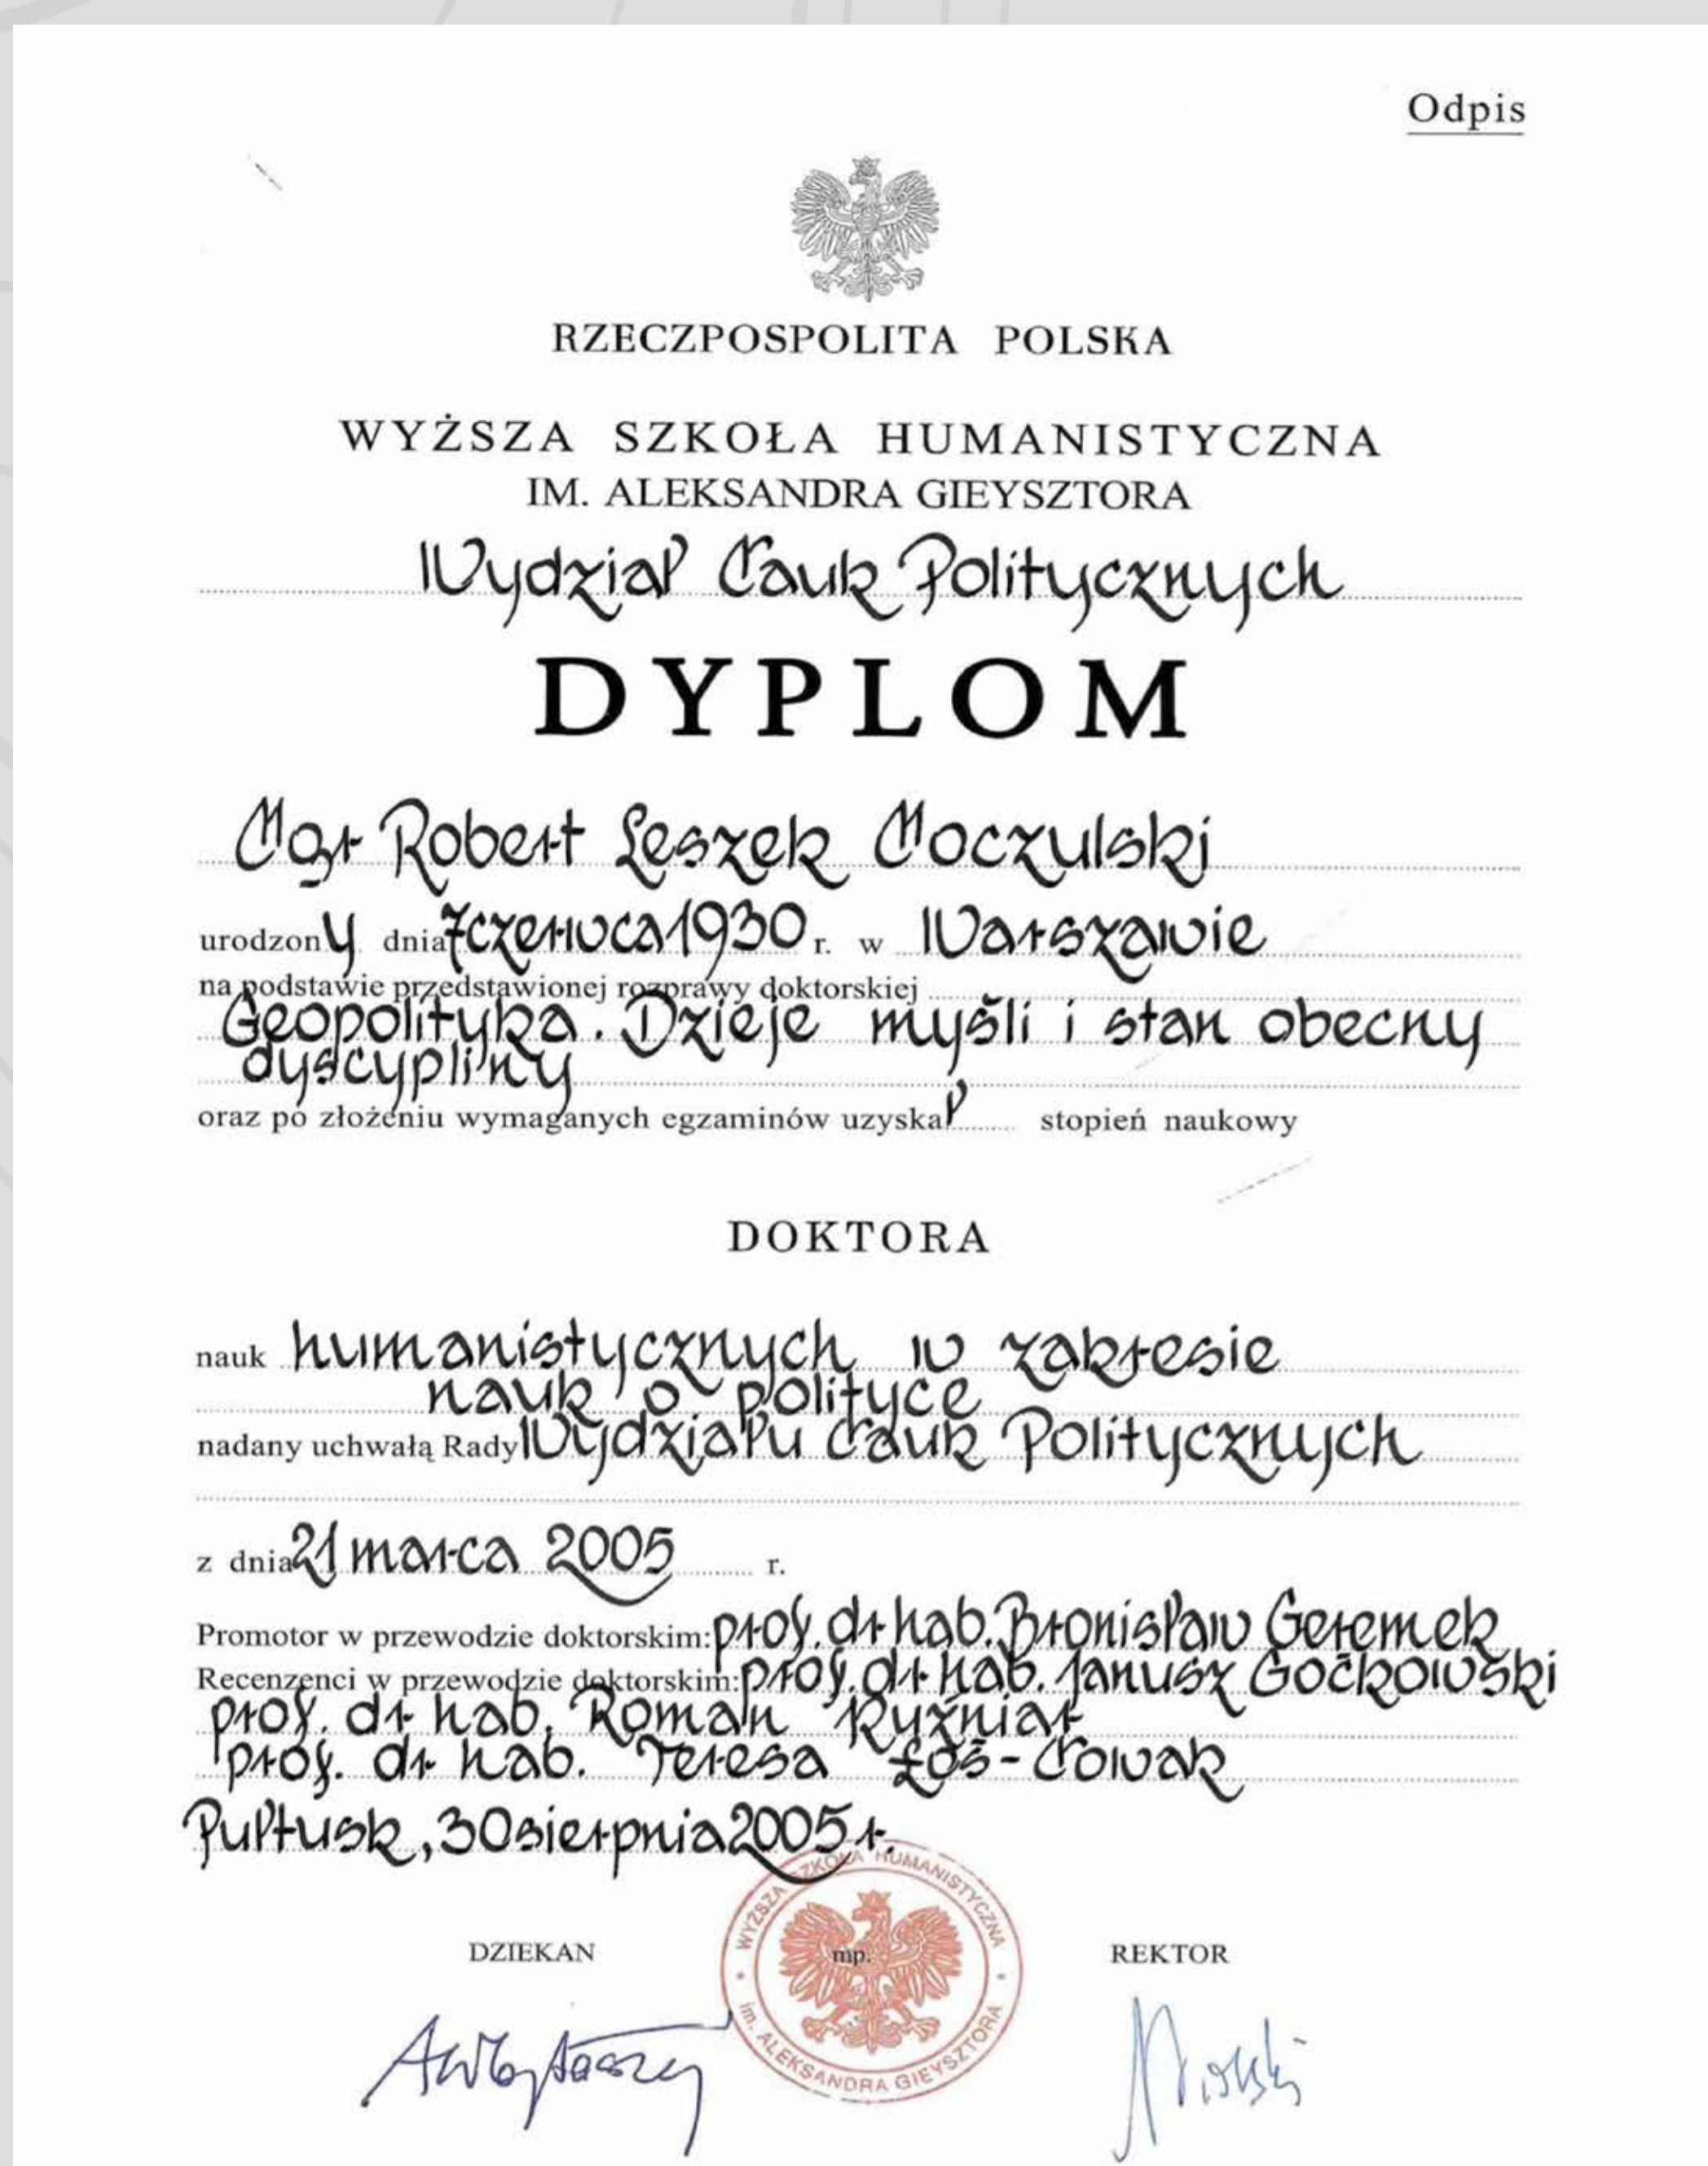 Odpis
RZECZPOSPOLITA POLSKA
WYŻSZA SZKOŁA HUMANISTYCZNA
IM. ALEKSANDRA GIEYSZTORA
Wydział Nauk Politycznych
DYPLOM
Mgr Robert Leszek Moczulski
urodzony dnia 7 czerwca 1930 r. w Warszawie
na podstawie przedstawionej rozprawy doktorskiej
Geopolityka. Dzieje myśli i stan obecny
dyscypliny
oraz po złożeniu wymaganych egzaminów uzyskał stopień naukowy
DOKTORA
nauk humanistycznych w zakresie
nauk o polityce
nadany uchwałą Rady Wydziału Nauk Politycznych
z dnia 21 marca 2005 r.
Promotor w przewodzie doktorskim: prof. dr hab. Bronisław Geremek
Recenzenci w przewodzie doktorskim: prof. dr hab. Janusz Goćkowski
prof. dr hab. Roman Kuźniar
prof. dr hab. Teresa Łoś-Nowak
Pułtusk, 30 sierpnia 2005 r.
WYŻSZA SZKOŁA HUMANISTYCZNA
im. ALEKSANDRA GIEYSZTORA
DZIEKAN mp. REKTOR